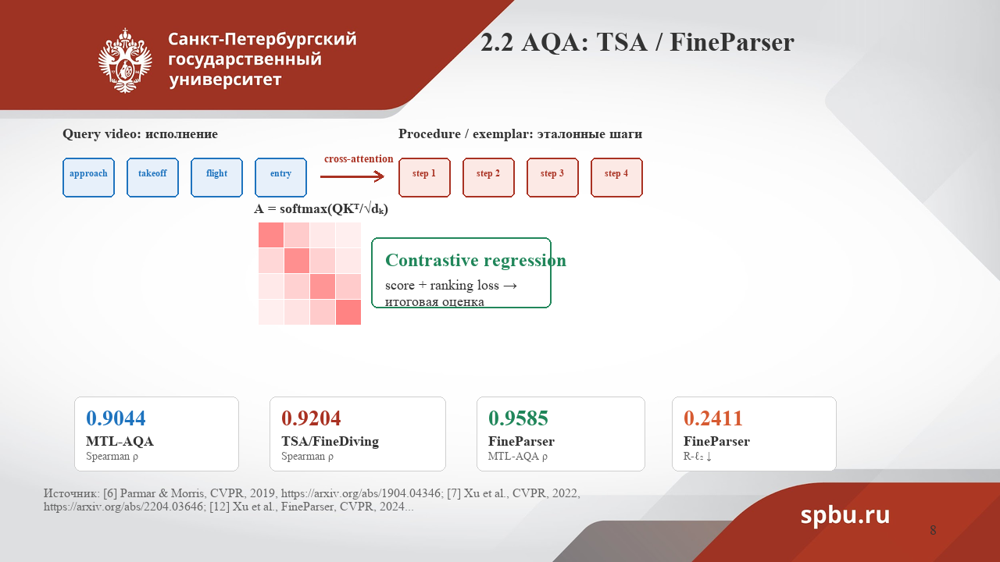 Санкт-Петербургский
государственный
университет
2.2 AQA: TSA / FineParser
Query video: исполнение
Procedure / exemplar: эталонные шаги
approach
takeoff
flight
entry
cross-attention
step 1
step 2
step 3
step 4
A = softmax(QKᵀ/√dₖ)
Contrastive regression
score + ranking loss →
итоговая оценка
0.9044
MTL-AQA
Spearman ρ
0.9204
TSA/FineDiving
Spearman ρ
0.9585
FineParser
MTL-AQA ρ
0.2411
FineParser
R-ℓ₂ ↓
Источник: [6] Parmar & Morris, CVPR, 2019, https://arxiv.org/abs/1904.04346; [7] Xu et al., CVPR, 2022,
https://arxiv.org/abs/2204.03646; [12] Xu et al., FineParser, CVPR, 2024...
spbu.ru
8